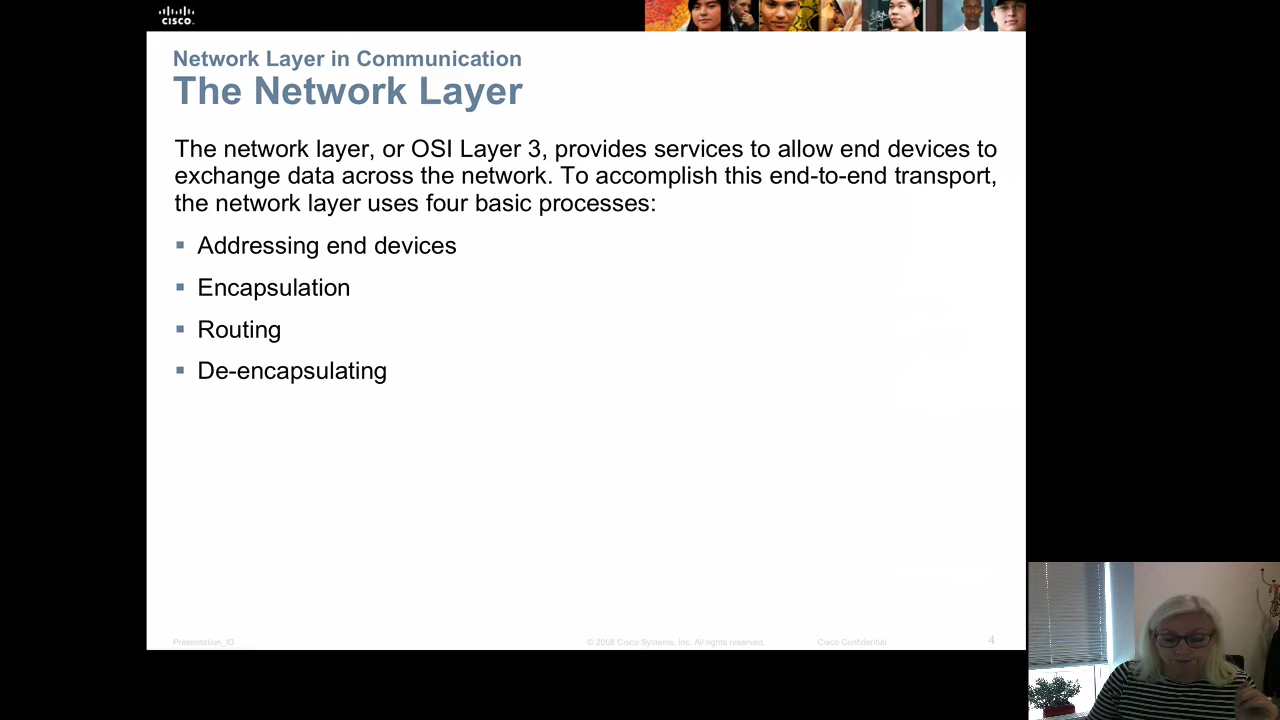 CISCO.
Network Layer in Communication
The Network Layer
The network layer, or OSI Layer 3, provides services to allow end devices to
exchange data across the network. To accomplish this end-to-end transport,
the network layer uses four basic processes:
Addressing end devices
Encapsulation
Routing
De-encapsulating
Presentation_ID
© 2008 Cisco Systems, Inc. All rights reserved.
Cisco Confidential
4